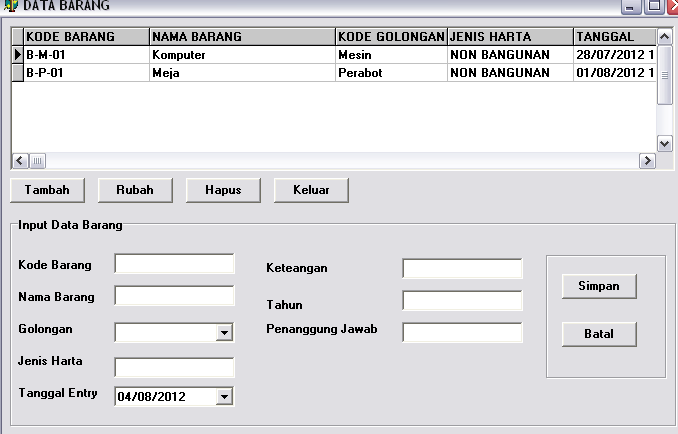 DATA BARANG
KODE BARANG NAMA BARANG KODE GOLONGAN JENIS HARTA TANGGAL
B-M-01 Komputer Mesin NON BANGUNAN 28/07/2012 1
B-P-01 Meja Perabot NON BANGUNAN 01/08/2012 1
Tambah Rubah Hapus Keluar
Input Data Barang
Kode Barang
Nama Barang
Golongan
Jenis Harta
Tanggal Entry 04/08/2012
Keteangan
Tahun
Penanggung Jawab
Simpan
Batal